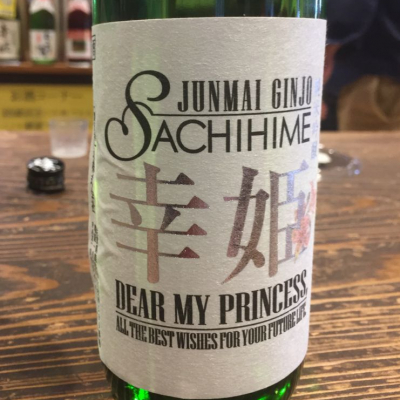 JUNMAI GINJO
SACHIHIME
幸姫
DEAR MY PRINCESS,
ALL THE BEST WISHES FOR YOUR FUTURE LIFE